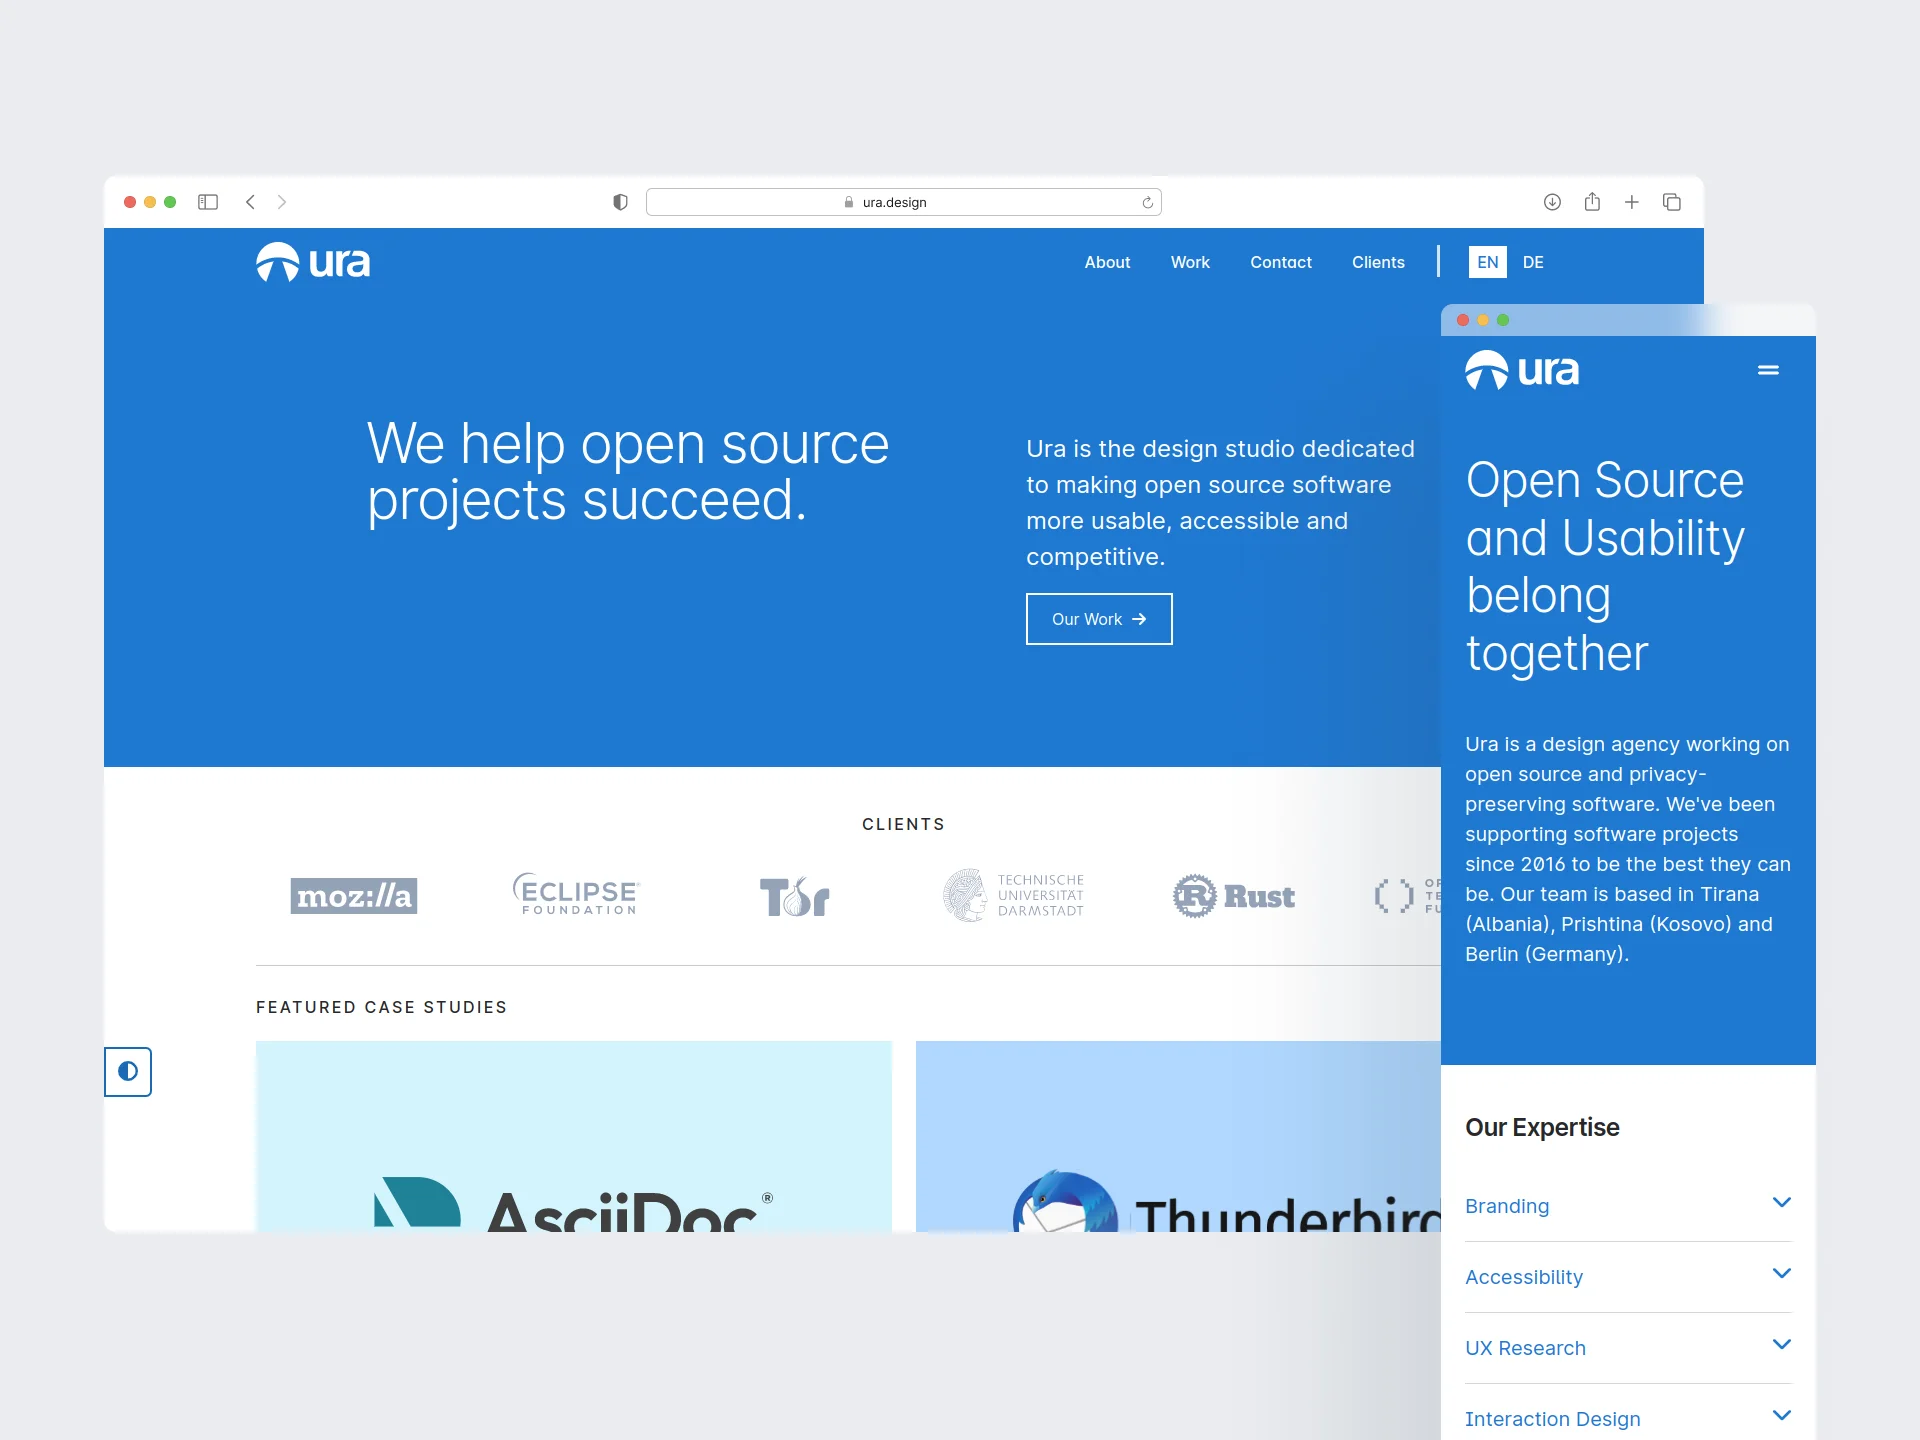 ura.design
ura
About
Work
Contact
Clients
EN
DE
We help open source
projects succeed.
Ura is the design studio dedicated
to making open source software
more usable, accessible and
competitive.
Our Work
CLIENTS
moz://a
ECLIPSE
FOUNDATION
Tor
TECHNISCHE
UNIVERSITÄT
DARMSTADT
R Rust
FEATURED CASE STUDIES
AsciiDoc®
Thunderbird
ura
Open Source
and Usability
belong
together
Ura is a design agency working on
open source and privacy-
preserving software. We've been
supporting software projects
since 2016 to be the best they can
be. Our team is based in Tirana
(Albania), Prishtina (Kosovo) and
Berlin (Germany).
Our Expertise
Branding
Accessibility
UX Research
Interaction Design